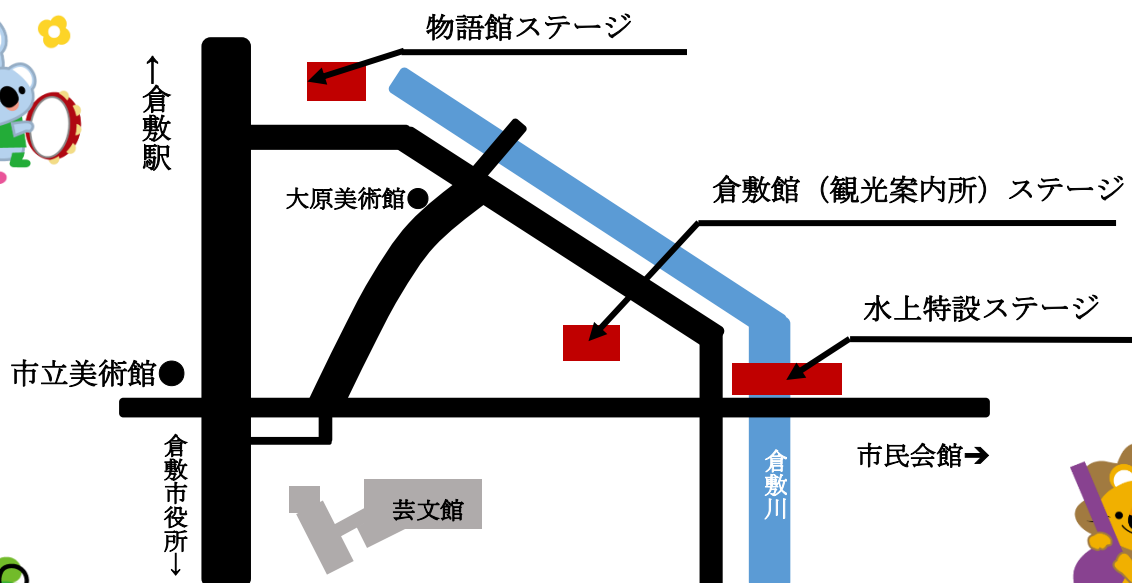 物語館ステージ
↑倉敷駅
大原美術館●
倉敷館（観光案内所）ステージ
水上特設ステージ
市立美術館●
倉敷市役所↓
市民会館➔
倉敷川
芸文館